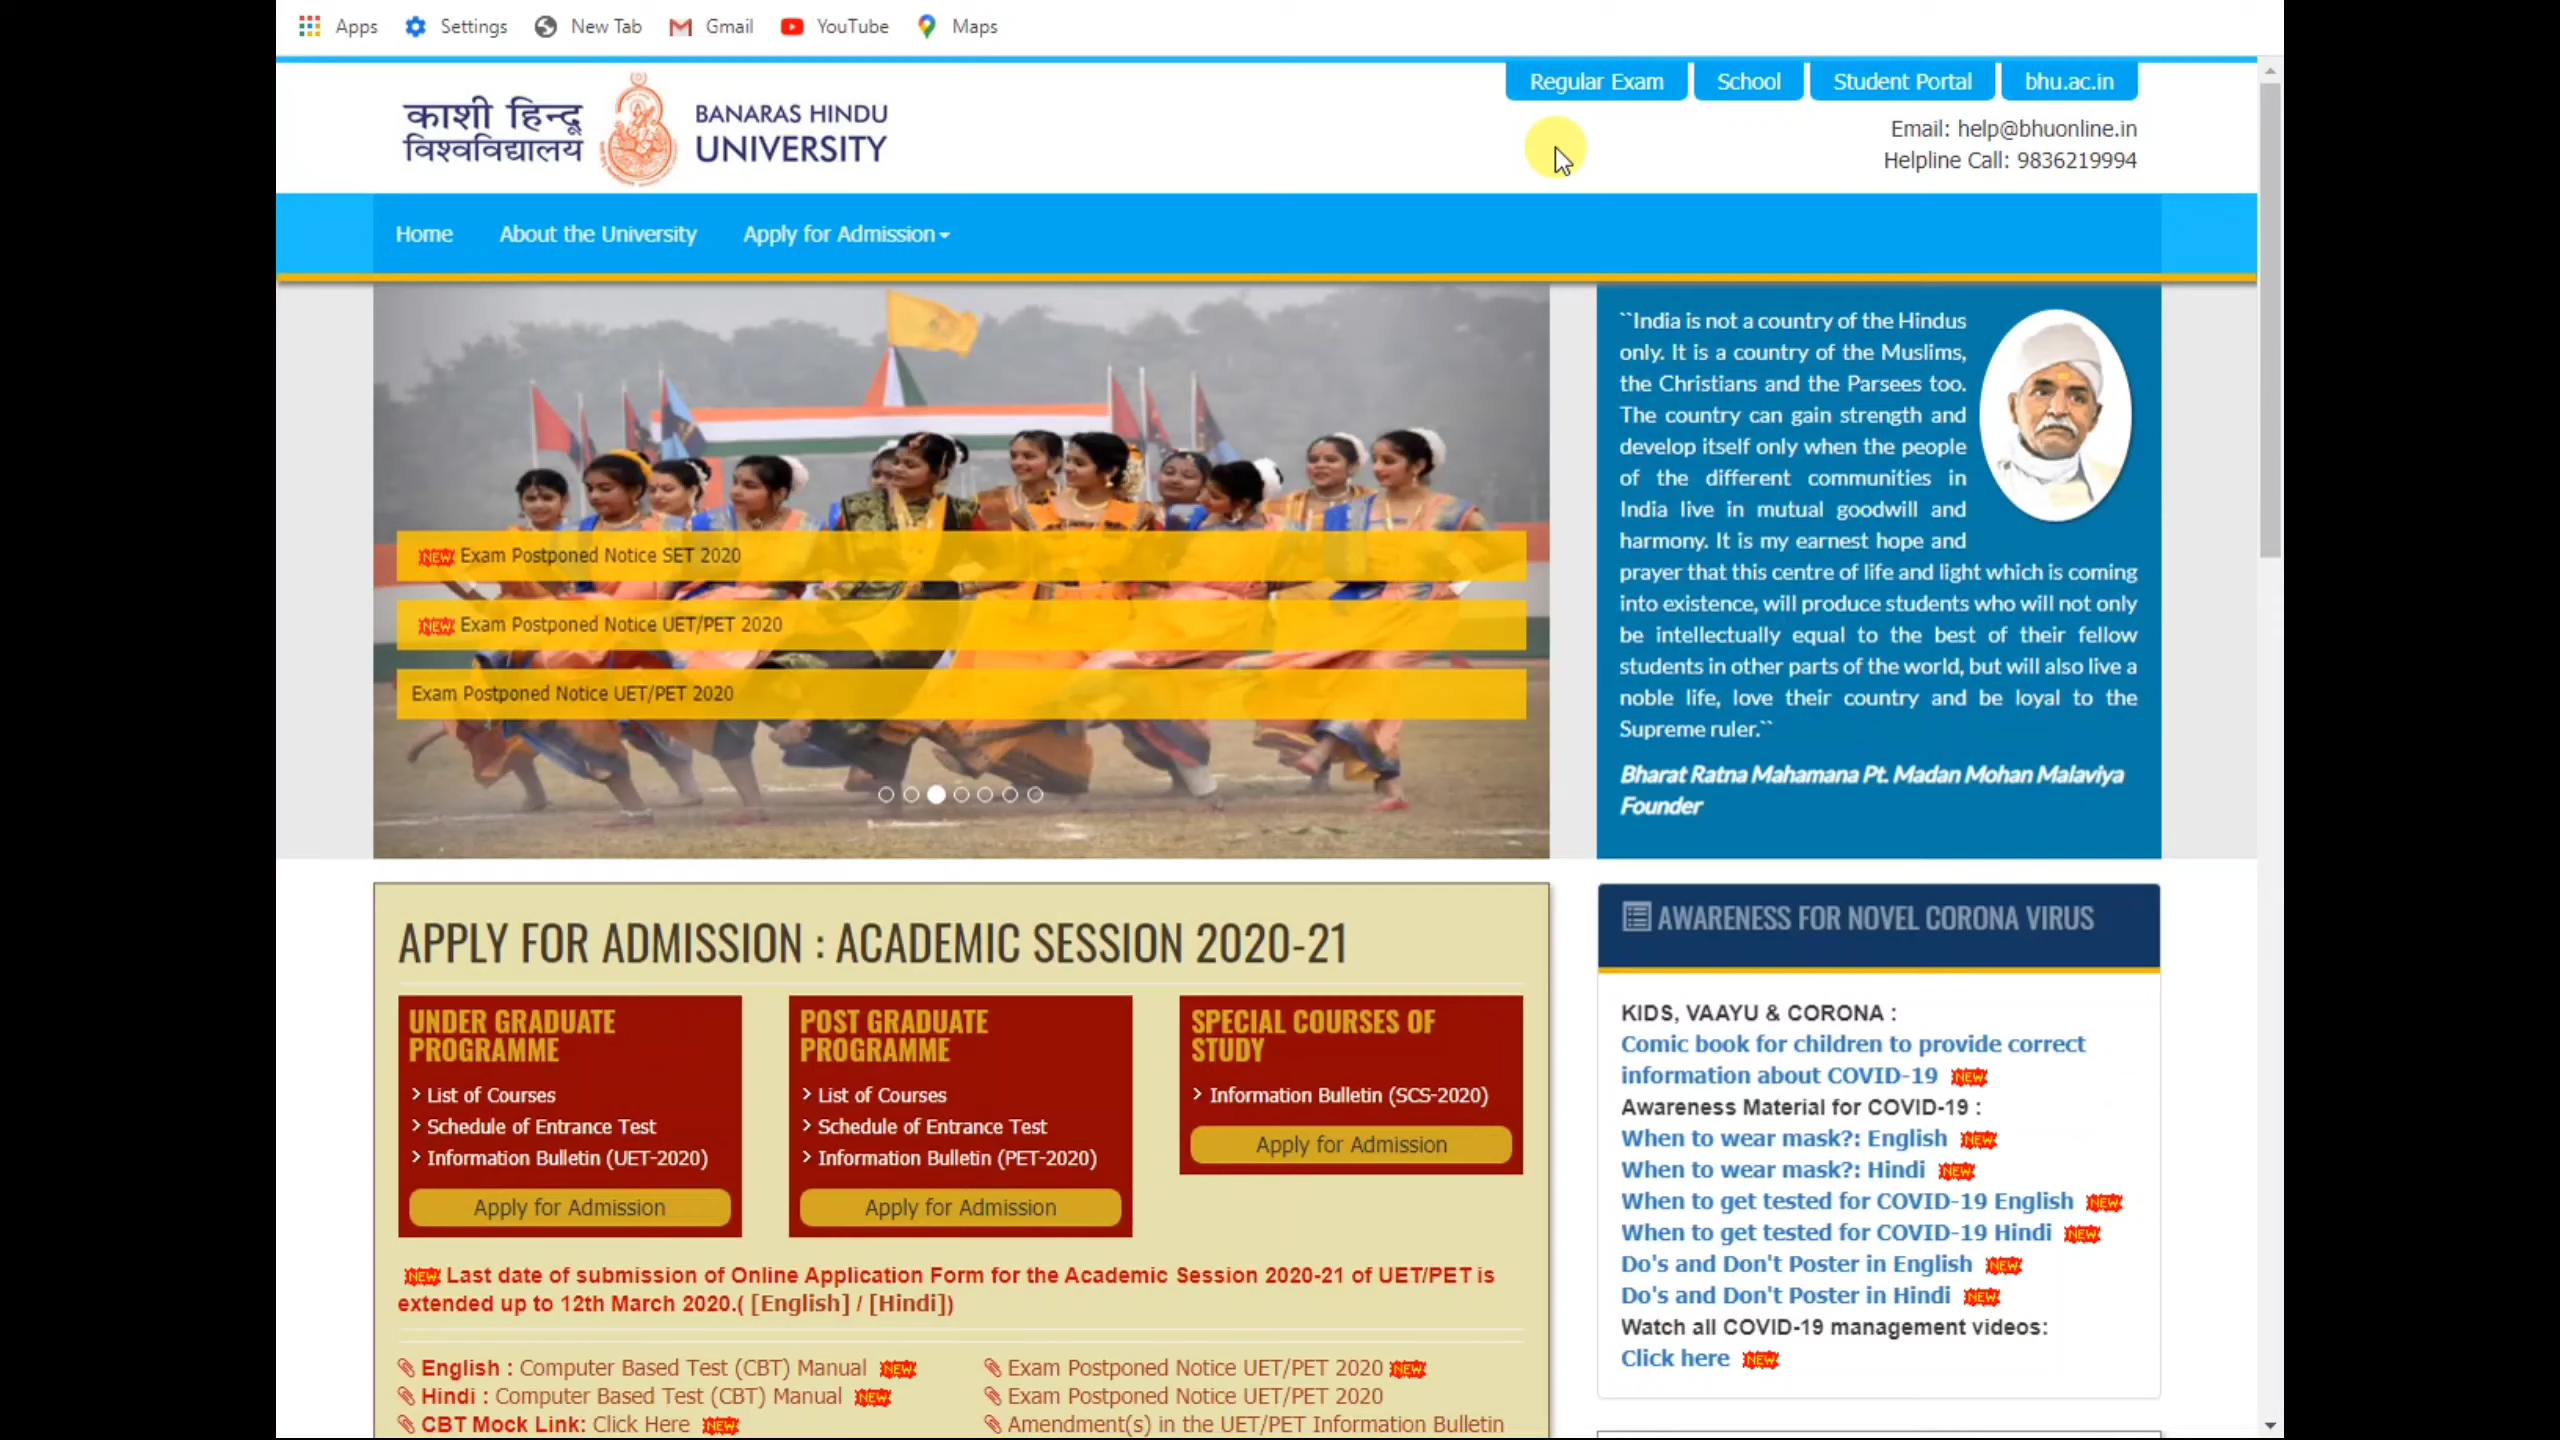 Apps Settings New Tab Gmail YouTube Maps
Regular Exam School Student Portal bhu.ac.in
काशी हिन्दू
विश्वविद्यालय
BANARAS HINDU
UNIVERSITY
Email: help@bhuonline.in
Helpline Call: 9836219994
Home About the University Apply for Admission
NEW Exam Postponed Notice SET 2020
NEW Exam Postponed Notice UET/PET 2020
Exam Postponed Notice UET/PET 2020
``India is not a country of the Hindus
only. It is a country of the Muslims,
the Christians and the Parsees too.
The country can gain strength and
develop itself only when the people
of the different communities in
India live in mutual goodwill and
harmony. It is my earnest hope and
prayer that this centre of life and light which is coming
into existence, will produce students who will not only
be intellectually equal to the best of their fellow
students in other parts of the world, but will also live a
noble life, love their country and be loyal to the
Supreme ruler.``
Bharat Ratna Mahamana Pt. Madan Mohan Malaviya
Founder
APPLY FOR ADMISSION : ACADEMIC SESSION 2020-21
UNDER GRADUATE
PROGRAMME
> List of Courses
> Schedule of Entrance Test
> Information Bulletin (UET-2020)
Apply for Admission
POST GRADUATE
PROGRAMME
> List of Courses
> Schedule of Entrance Test
> Information Bulletin (PET-2020)
Apply for Admission
SPECIAL COURSES OF
STUDY
> Information Bulletin (SCS-2020)
Apply for Admission
NEW Last date of submission of Online Application Form for the Academic Session 2020-21 of UET/PET is
extended up to 12th March 2020.( [English] / [Hindi])
English : Computer Based Test (CBT) Manual NEW
Hindi : Computer Based Test (CBT) Manual NEW
CBT Mock Link: Click Here NEW
Exam Postponed Notice UET/PET 2020 NEW
Exam Postponed Notice UET/PET 2020
Amendment(s) in the UET/PET Information Bulletin
AWARENESS FOR NOVEL CORONA VIRUS
KIDS, VAAYU & CORONA :
Comic book for children to provide correct
information about COVID-19 NEW
Awareness Material for COVID-19 :
When to wear mask?: English NEW
When to wear mask?: Hindi NEW
When to get tested for COVID-19 English NEW
When to get tested for COVID-19 Hindi NEW
Do's and Don't Poster in English NEW
Do's and Don't Poster in Hindi NEW
Watch all COVID-19 management videos:
Click here NEW